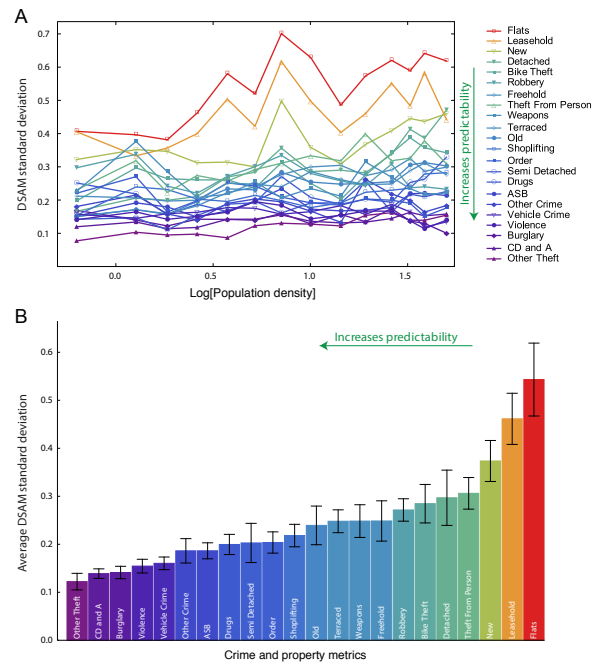 A
0.7
0.6
0.5
0.4
0.3
0.2
0.1
DSAM standard deviation
0.0
0.5
1.0
1.5
Log[Population density]
Increases predictability
Flats
Leasehold
New
Detached
Bike Theft
Robbery
Freehold
Theft From Person
Weapons
Terraced
Old
Shoplifting
Order
Semi Detached
Drugs
ASB
Other Crime
Vehicle Crime
Violence
Burglary
CD and A
Other Theft
B
Increases predictability
0.6
0.5
0.4
0.3
0.2
0.1
0.0
Average DSAM standard deviation
Other Theft
CD and A
Burglary
Violence
Vehicle Crime
Other Crime
ASB
Drugs
Semi Detached
Order
Shoplifting
Old
Terraced
Weapons
Freehold
Robbery
Bike Theft
Detached
Theft From Person
New
Leasehold
Flats
Crime and property metrics